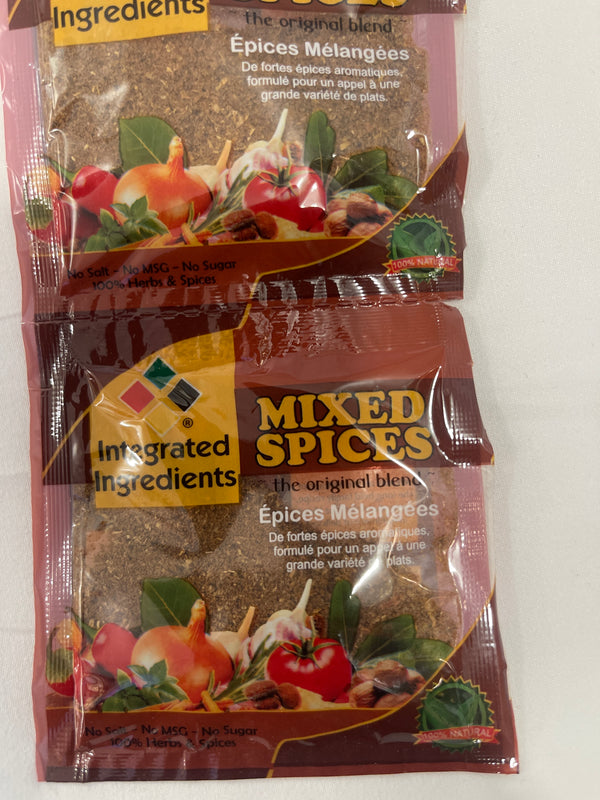 Integrated
Ingredients
SPICES
the original blend
Épices Mélangées
De fortes épices aromatiques,
formulé pour un appel à une
grande variété de plats.
No Salt - No MSG - No Sugar
100% Herbs & Spices
100% NATURAL
®
Integrated
Ingredients
MIXED
SPICES
the original blend
Épices Mélangées
De fortes épices aromatiques,
formulé pour un appel à une
grande variété de plats.
No Salt - No MSG - No Sugar
100% Herbs & Spices
100% NATURAL